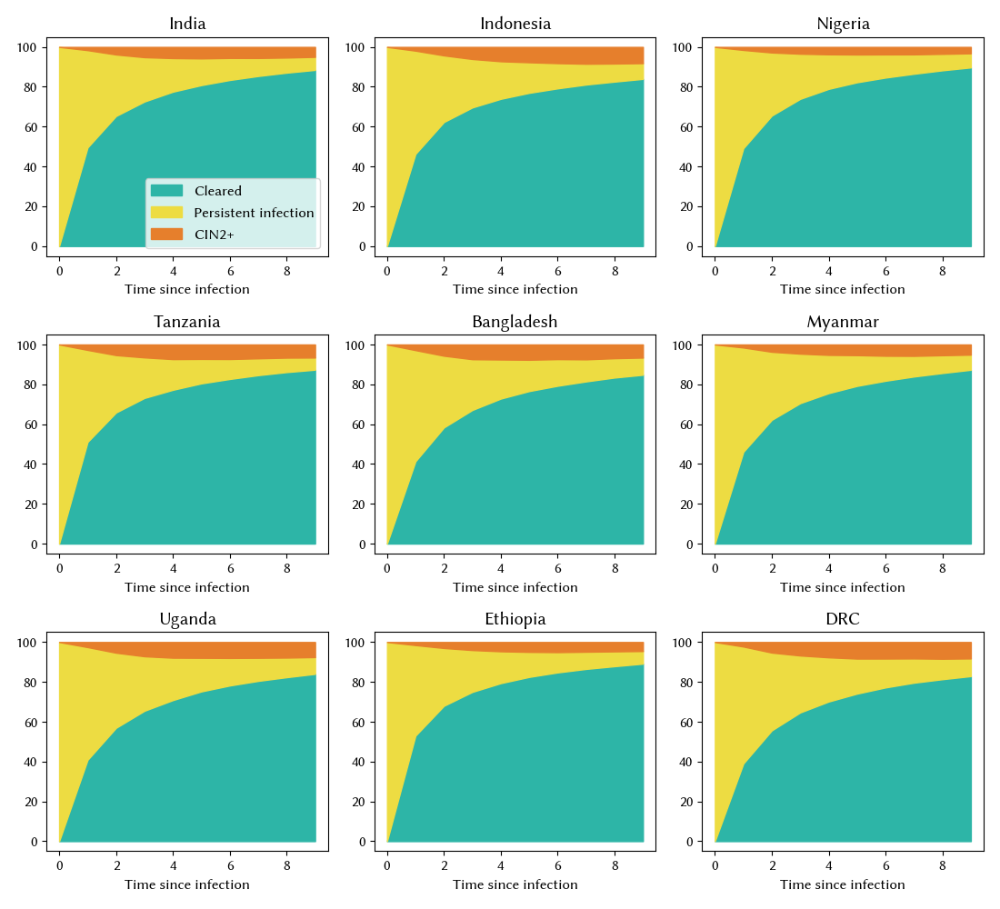 India Indonesia Nigeria
100 100 100
80 80 80
60 60 60
40 40 40
Cleared
20 Persistent infection 20 20
CIN2+
0 0 0
0 2 4 6 8 0 2 4 6 8 0 2 4 6 8
Time since infection Time since infection Time since infection
Tanzania Bangladesh Myanmar
100 100 100
80 80 80
60 60 60
40 40 40
20 20 20
0 0 0
0 2 4 6 8 0 2 4 6 8 0 2 4 6 8
Time since infection Time since infection Time since infection
Uganda Ethiopia DRC
100 100 100
80 80 80
60 60 60
40 40 40
20 20 20
0 0 0
0 2 4 6 8 0 2 4 6 8 0 2 4 6 8
Time since infection Time since infection Time since infection